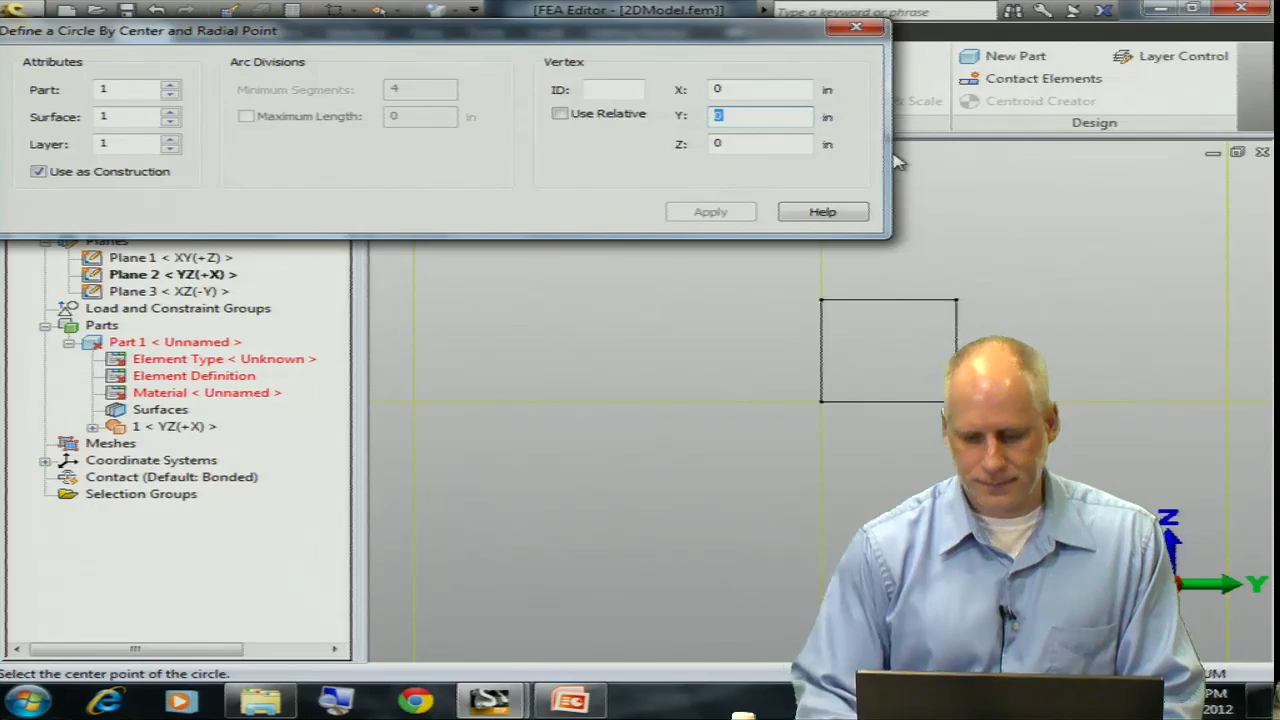 [FEA Editor - [2DModel.fem]]
Type a keyword or phrase
Define a Circle By Center and Radial Point
Attributes
Part: 1
Surface: 1
Layer: 1
Use as Construction
Arc Divisions
Minimum Segments: 4
Maximum Length: 0 in
Vertex
ID:
Use Relative
X: 0 in
Y: 0 in
Z: 0 in
Apply
Help
New Part
Layer Control
Contact Elements
& Scale
Centroid Creator
Design
Planes
Plane 1 < XY(+Z) >
Plane 2 < YZ(+X) >
Plane 3 < XZ(-Y) >
Load and Constraint Groups
Parts
Part 1 < Unnamed >
Element Type < Unknown >
Element Definition
Material < Unnamed >
Surfaces
1 < YZ(+X) >
Meshes
Coordinate Systems
Contact (Default: Bonded)
Selection Groups
Z
Y
Select the center point of the circle.
UM
PM
2012